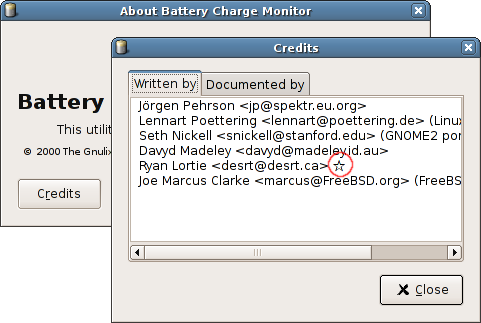 About Battery Charge Monitor
Credits
Written by
Documented by
Jörgen Pehrson <jp@spektr.eu.org>
Lennart Poettering <lennart@poettering.de> (Linux
Seth Nickell <snickell@stanford.edu> (GNOME2 por
Davyd Madeley <davyd@madeley.id.au>
Ryan Lortie <desrt@desrt.ca> ☆
Joe Marcus Clarke <marcus@FreeBSD.org> (FreeBS
Battery
This utilit
© 2000 The Gnulix
Credits
Close